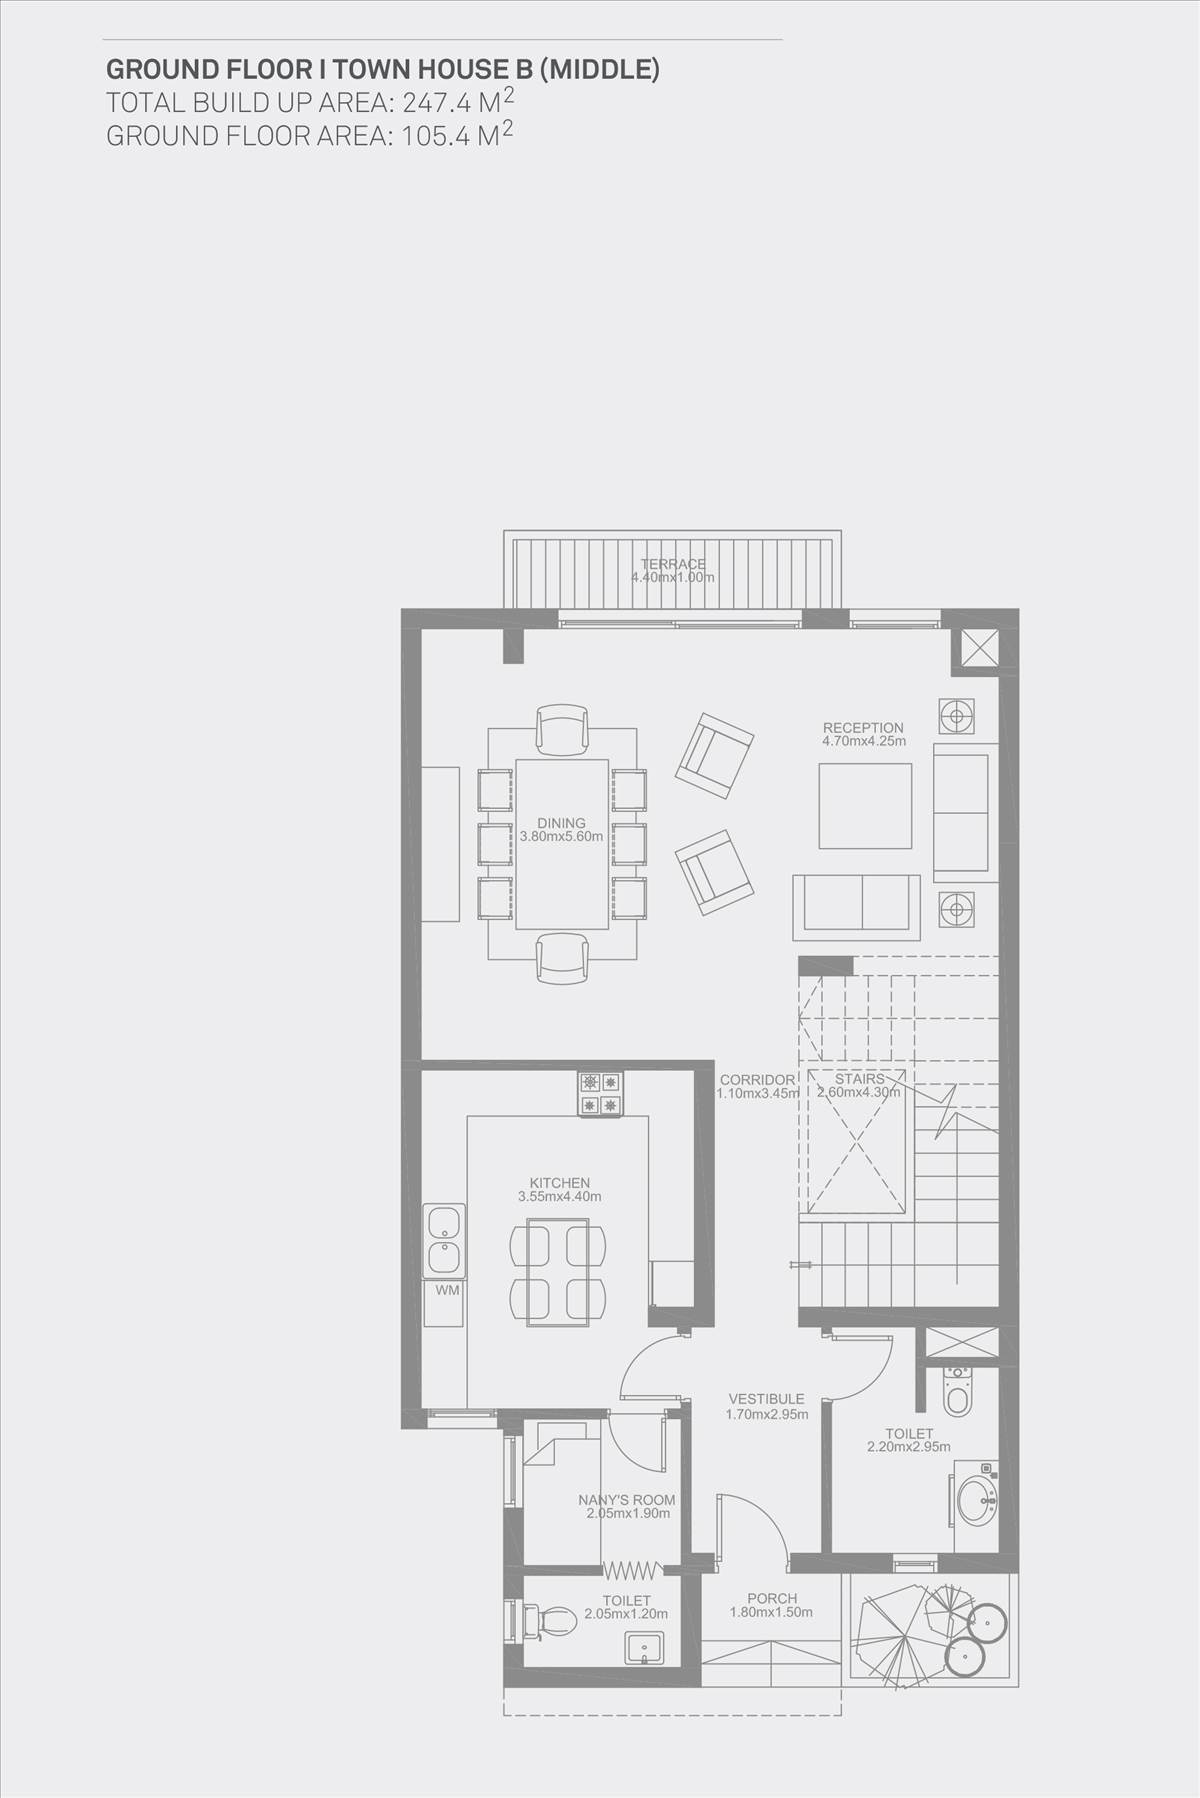 GROUND FLOOR I TOWN HOUSE B (MIDDLE)
TOTAL BUILD UP AREA: 247.4 M²
GROUND FLOOR AREA: 105.4 M²
TERRACE
4.40mx1.00m
RECEPTION
4.70mx4.25m
DINING
3.80mx5.60m
CORRIDOR
1.10mx3.45m
STAIRS
2.60mx4.30m
KITCHEN
3.55mx4.40m
WM
VESTIBULE
1.70mx2.95m
TOILET
2.20mx2.95m
NANY'S ROOM
2.05mx1.90m
TOILET
2.05mx1.20m
PORCH
1.80mx1.50m